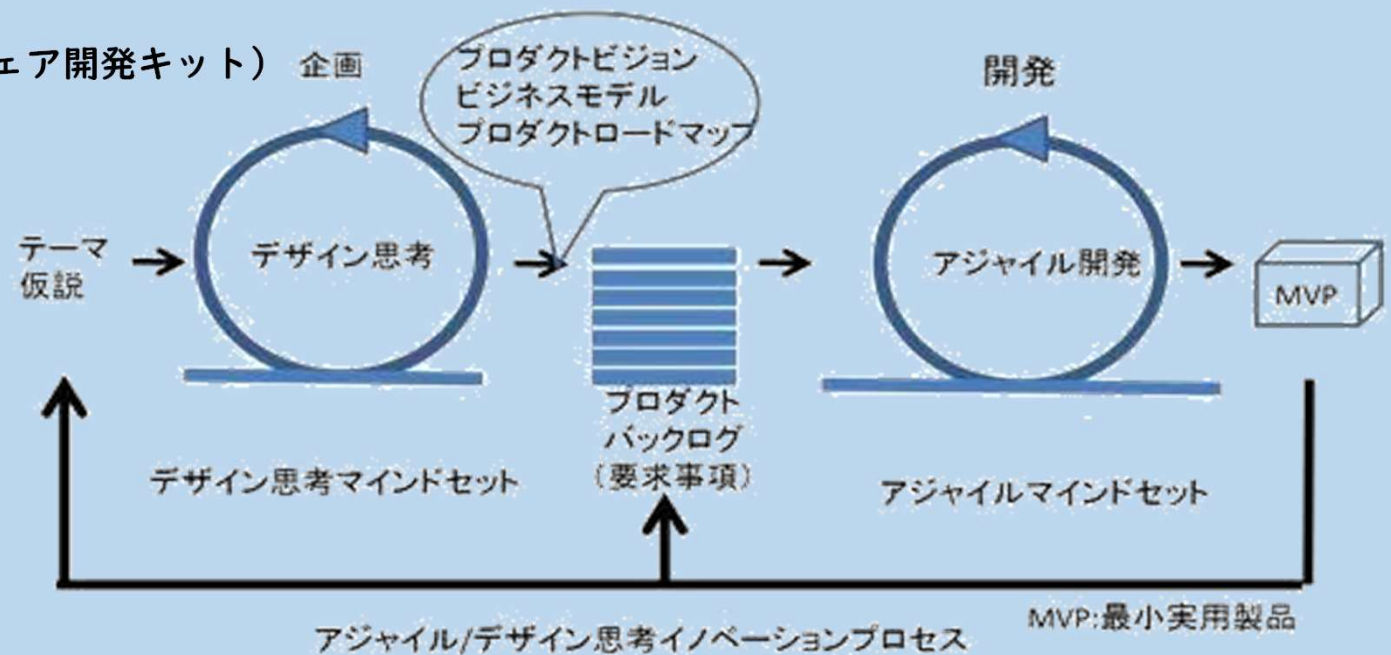 ェア開発キット)
企画
プロダクトビジョン
ビジネスモデル
プロダクトロードマップ
開発
テーマ
仮説
デザイン思考
アジャイル開発
MVP
プロダクト
バックログ
(要求事項)
デザイン思考マインドセット
アジャイルマインドセット
MVP:最小実用製品
アジャイル/デザイン思考イノベーションプロセス